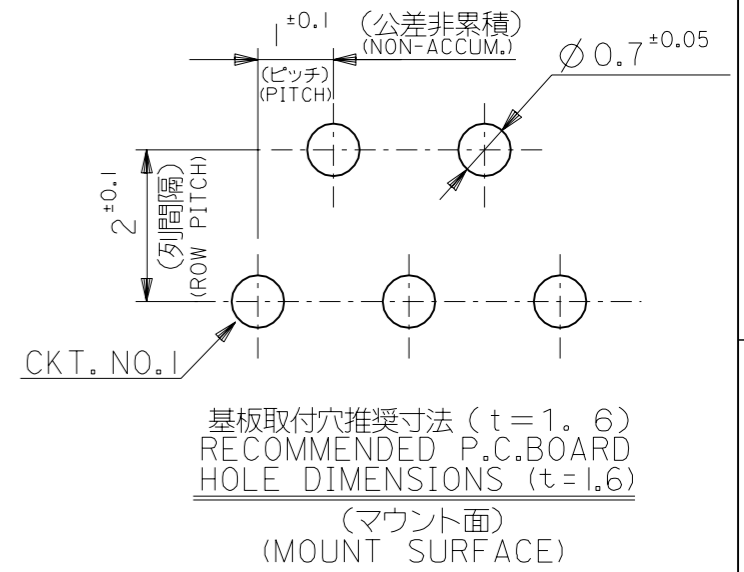 1 ±0.1 (公差非累積)
(NON-ACCUM.)
(ピッチ)
(PITCH)
Ø 0.7 ±0.05
2 ±0.1
(列間隔)
(ROW PITCH)
CKT. NO.1
基板取付穴推奨寸法 (t=1. 6)
RECOMMENDED P.C.BOARD
HOLE DIMENSIONS (t=1.6)
(マウント面)
(MOUNT SURFACE)